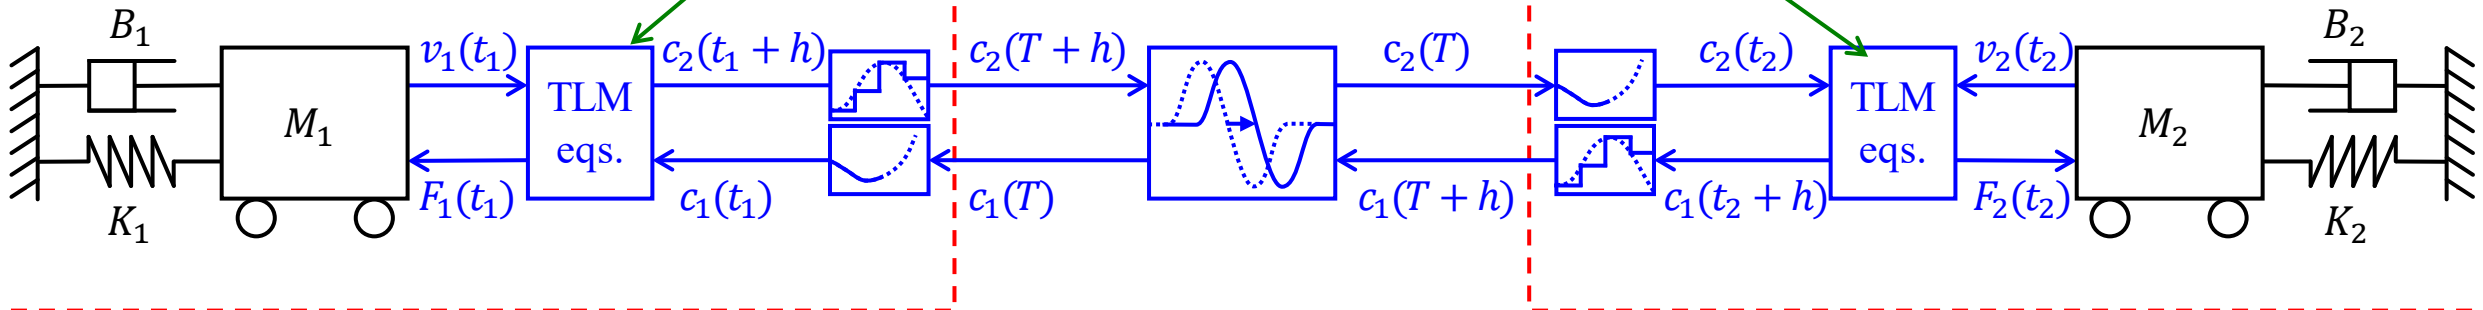 B₁
M₁
K₁
v₁(t₁)
F₁(t₁)
TLM
eqs.
c₂(t₁ + h)
c₁(t₁)
c₂(T + h)
c₁(T)
c₂(T)
c₁(T + h)
c₂(t₂)
c₁(t₂ + h)
TLM
eqs.
v₂(t₂)
F₂(t₂)
M₂
B₂
K₂